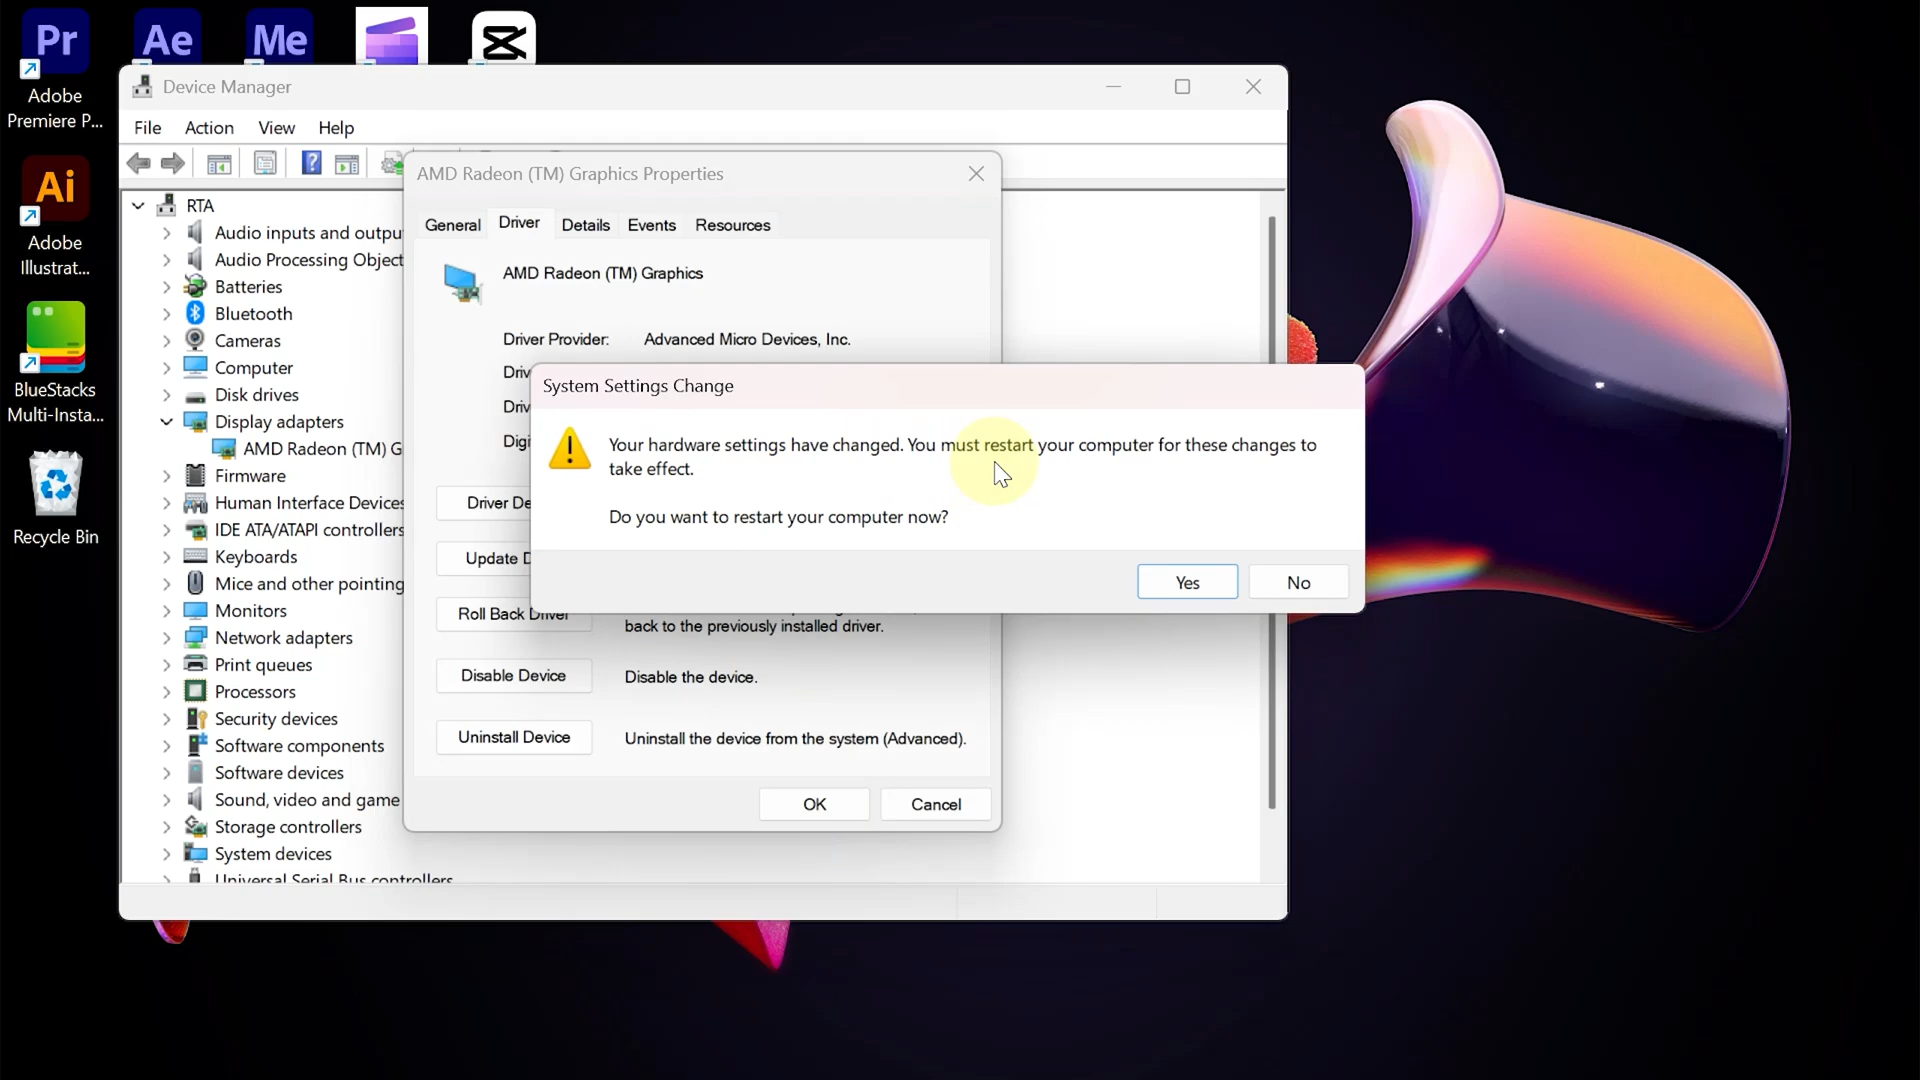 Pr
Ae
Me
Adobe
Premiere P...
Ai
Adobe
Illustrat...
BlueStacks
Multi-Insta...
Recycle Bin
Device Manager
File Action View Help
RTA
Audio inputs and outpu
Audio Processing Object
Batteries
Bluetooth
Cameras
Computer
Disk drives
Display adapters
AMD Radeon (TM) G
Firmware
Human Interface Devices
IDE ATA/ATAPI controllers
Keyboards
Mice and other pointing
Monitors
Network adapters
Print queues
Processors
Security devices
Software components
Software devices
Sound, video and game
Storage controllers
System devices
Universal Serial Bus controllers
AMD Radeon (TM) Graphics Properties
General Driver Details Events Resources
AMD Radeon (TM) Graphics
Driver Provider: Advanced Micro Devices, Inc.
Driv
Driv
Digi
Driver De
Update D
Roll Back Driver
back to the previously installed driver.
Disable Device Disable the device.
Uninstall Device Uninstall the device from the system (Advanced).
OK Cancel
System Settings Change
Your hardware settings have changed. You must restart your computer for these changes to
take effect.
Do you want to restart your computer now?
Yes No